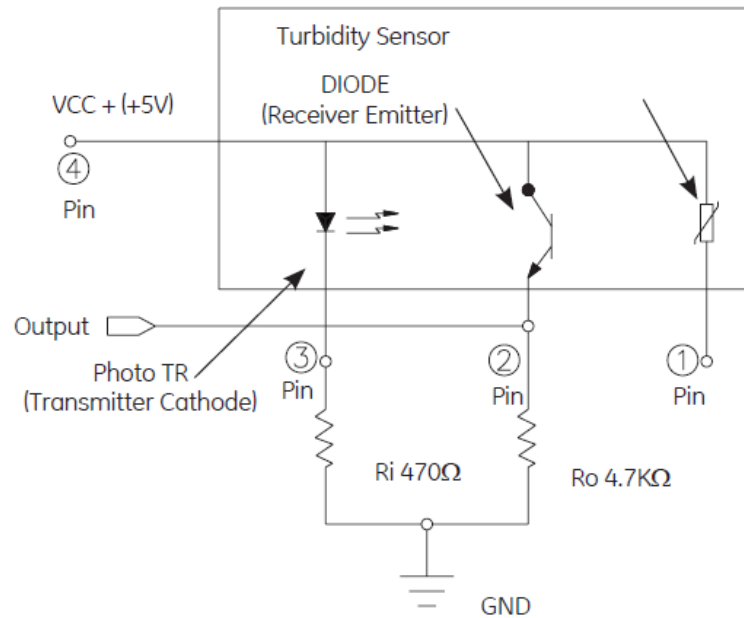 Turbidity Sensor
DIODE
(Receiver Emitter)
VCC + (+5V)
④
Pin
Output
Photo TR
(Transmitter Cathode)
③
Pin
②
Pin
①
Pin
Ri 470Ω
Ro 4.7KΩ
GND